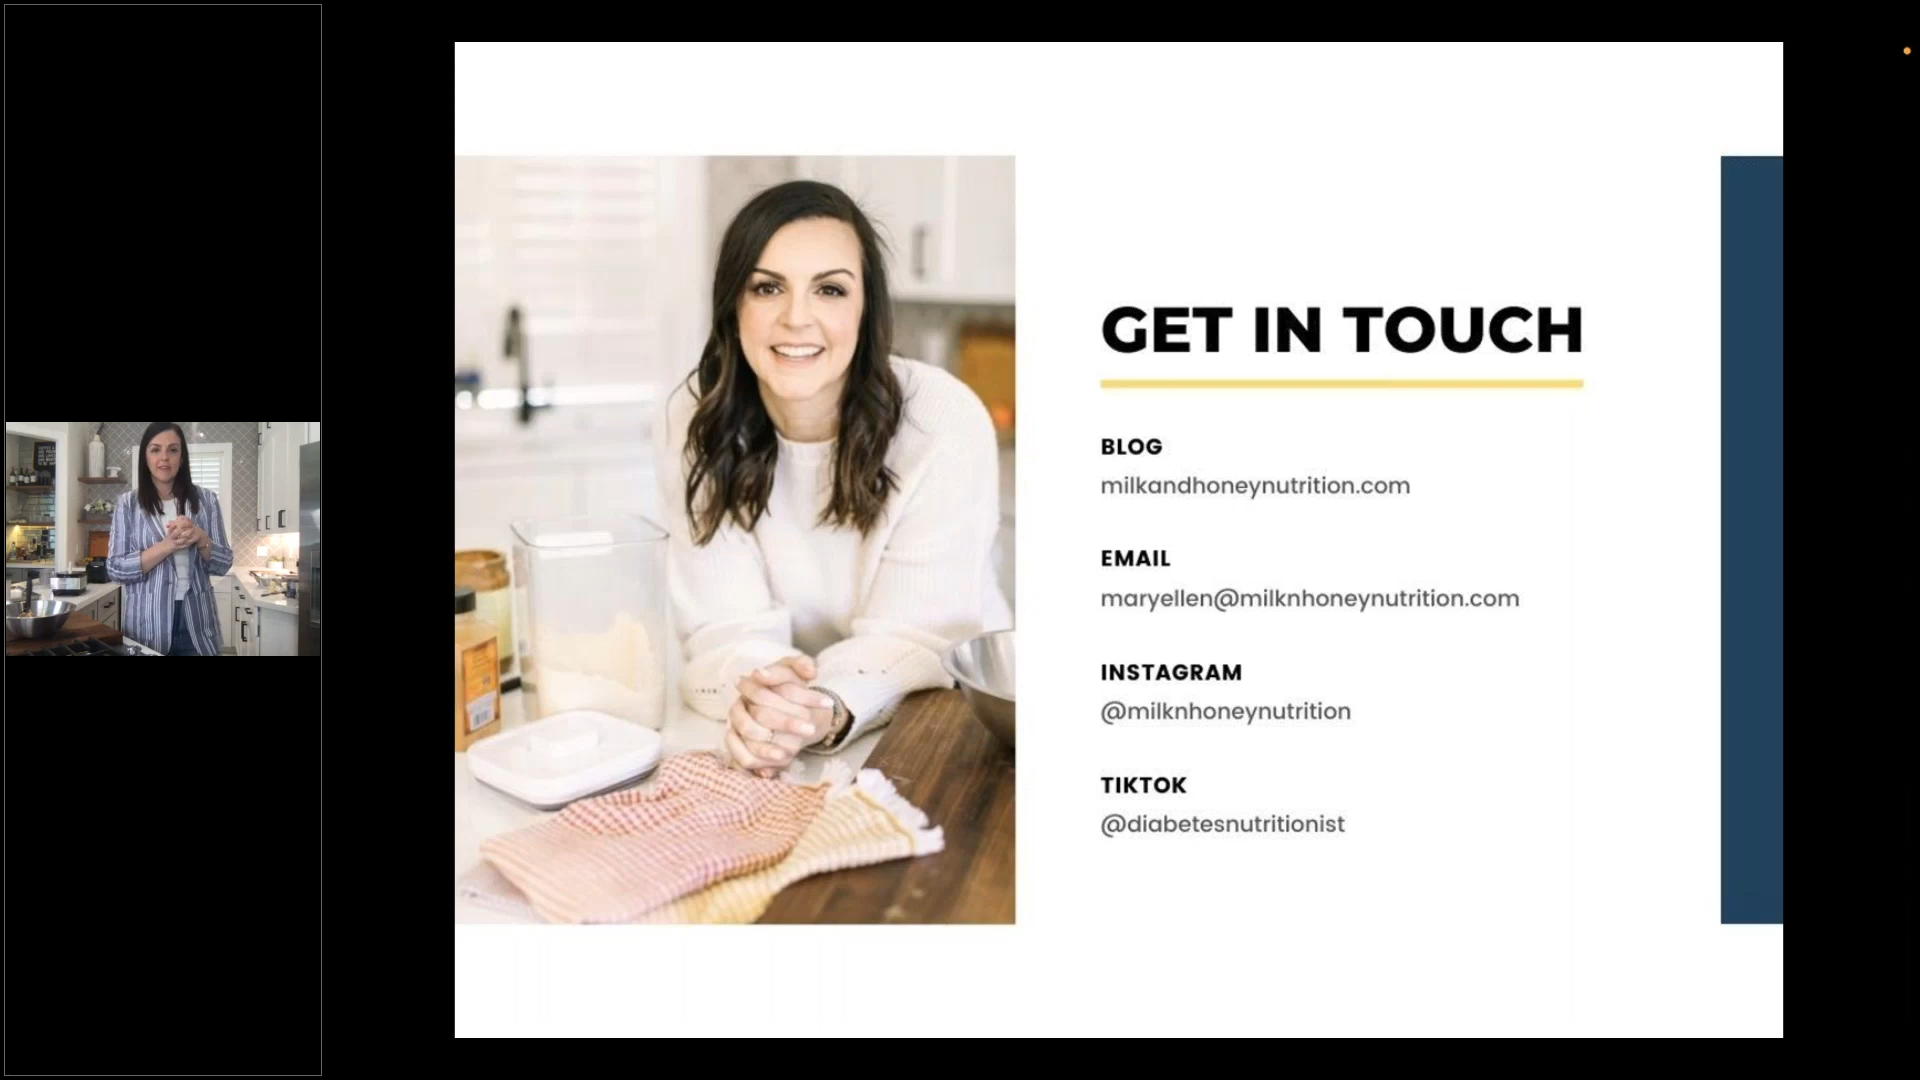 GET IN TOUCH
BLOG
milkandhoneynutrition.com
EMAIL
maryellen@milknhoneynutrition.com
INSTAGRAM
@milknhoneynutrition
TIKTOK
@diabetesnutritionist